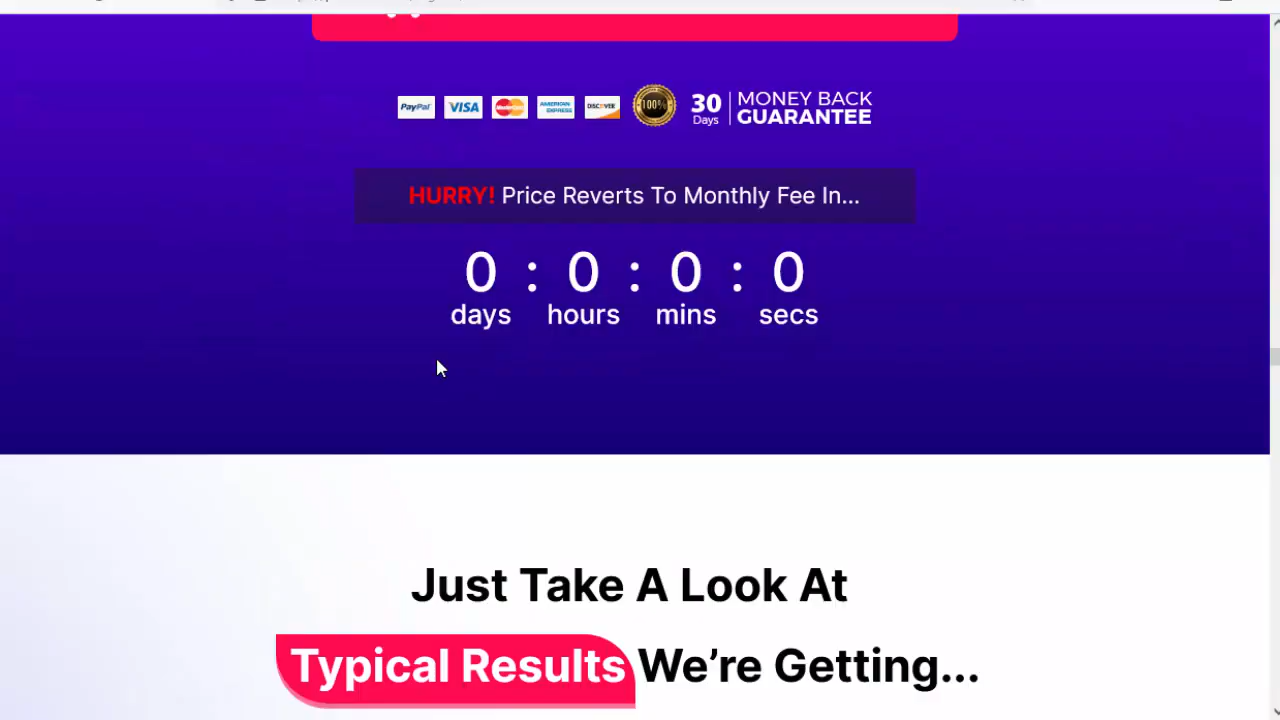 PayPal VISA MasterCard AMERICAN EXPRESS DISCOVER 100% 30 Days MONEY BACK GUARANTEE
HURRY! Price Reverts To Monthly Fee In...
0 : 0 : 0 : 0
days hours mins secs
Just Take A Look At
Typical Results We’re Getting...